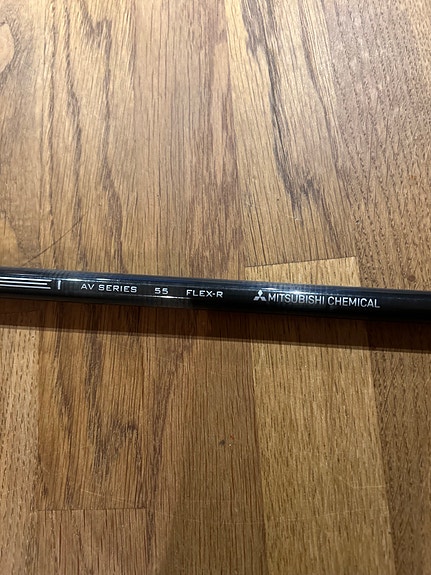 AV SERIES 55 FLEX-R MITSUBISHI CHEMICAL